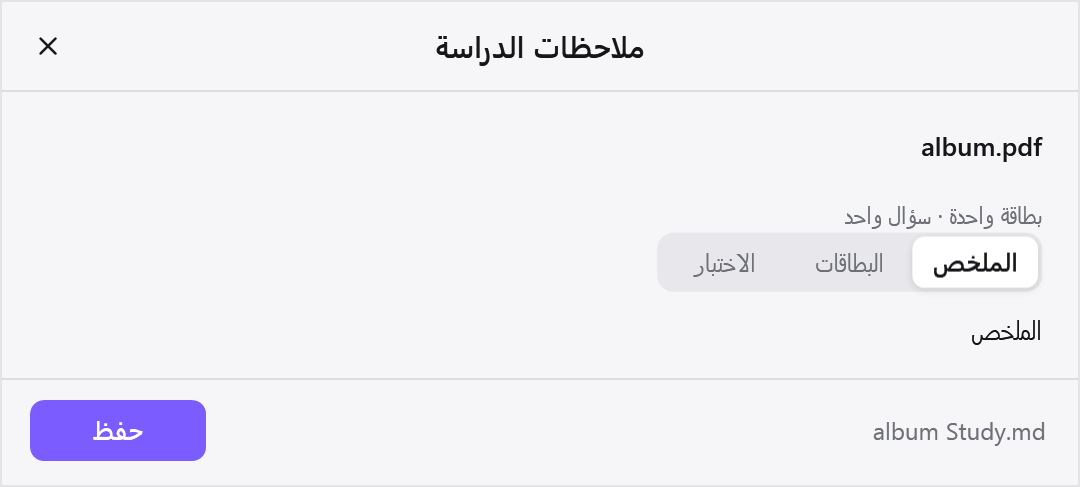 ملاحظات الدراسة
album.pdf
بطاقة واحدة · سؤال واحد
الملخص البطاقات الاختبار
الملخص
album Study.md
حفظ